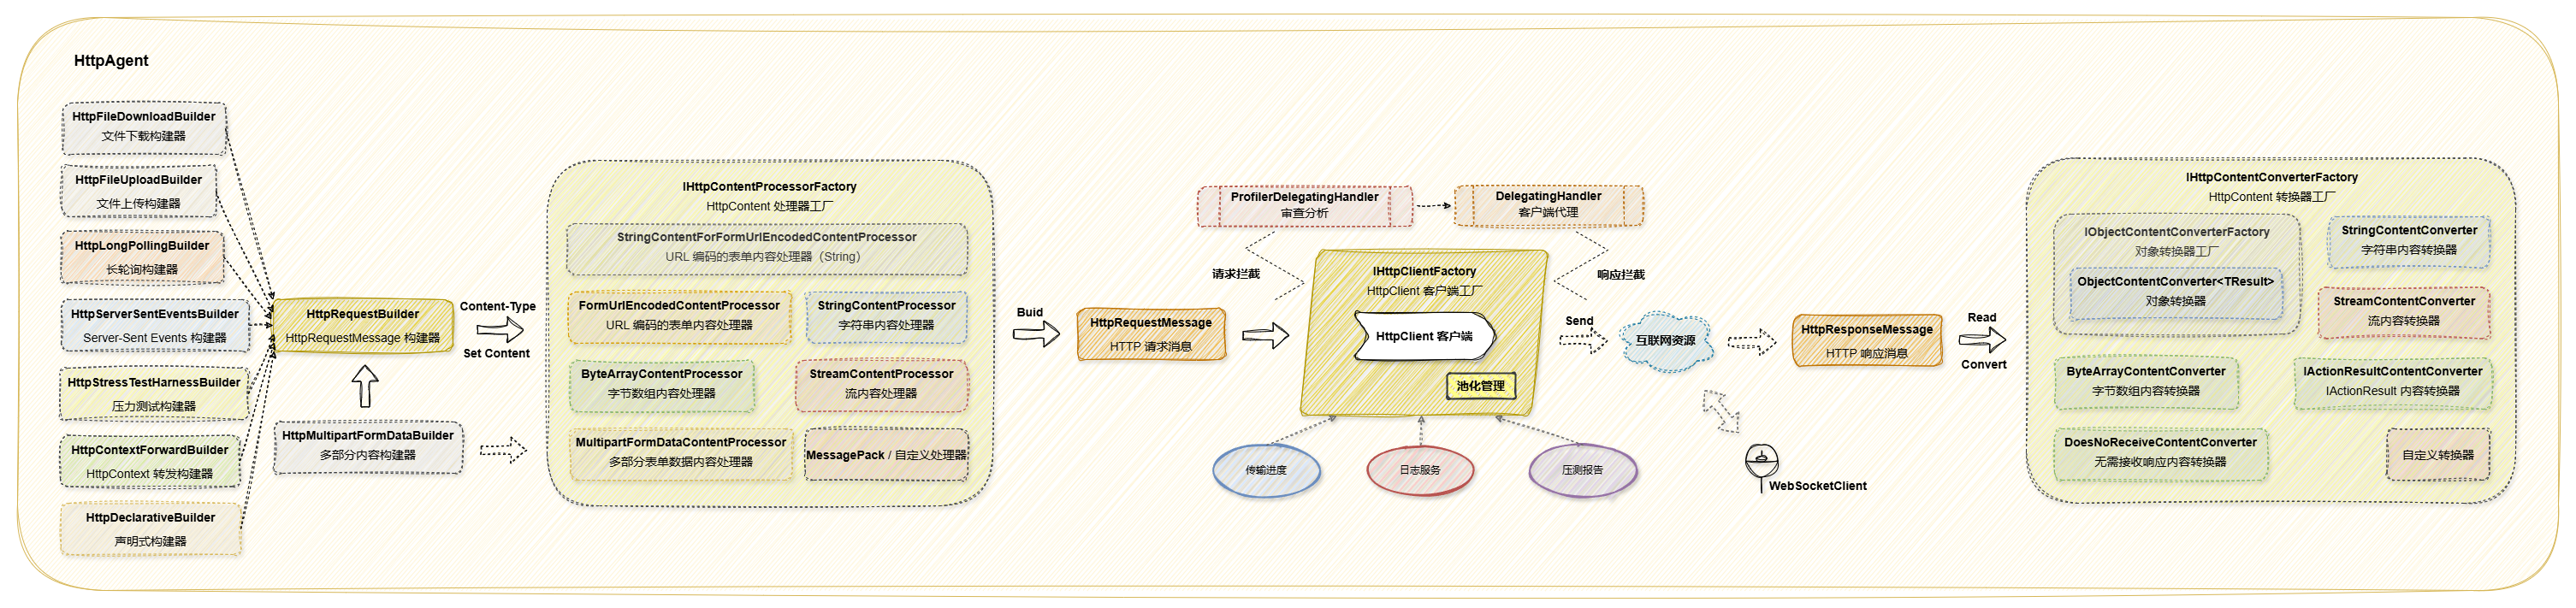 HttpAgent
HttpFileDownloadBuilder
文件下载构建器
HttpFileUploadBuilder
文件上传构建器
HttpLongPollingBuilder
长轮询构建器
HttpServerSentEventsBuilder
Server-Sent Events 构建器
HttpStressTestHarnessBuilder
压力测试构建器
HttpContextForwardBuilder
HttpContext 转发构建器
HttpDeclarativeBuilder
声明式构建器
HttpRequestBuilder
HttpRequestMessage 构建器
HttpMultipartFormDataBuilder
多部分内容构建器
Content-Type
Set Content
IHttpContentProcessorFactory
HttpContent 处理器工厂
StringContentForFormUrlEncodedContentProcessor
URL 编码的表单内容处理器（String）
FormUrlEncodedContentProcessor
URL 编码的表单内容处理器
StringContentProcessor
字符串内容处理器
ByteArrayContentProcessor
字节数组内容处理器
StreamContentProcessor
流内容处理器
MultipartFormDataContentProcessor
多部分表单数据内容处理器
MessagePack / 自定义处理器
Buid
HttpRequestMessage
HTTP 请求消息
ProfilerDelegatingHandler
审查分析
DelegatingHandler
客户端代理
请求拦截
响应拦截
IHttpClientFactory
HttpClient 客户端工厂
HttpClient 客户端
池化管理
传输进度
日志服务
压测报告
Send
互联网资源
WebSocketClient
HttpResponseMessage
HTTP 响应消息
Read
Convert
IHttpContentConverterFactory
HttpContent 转换器工厂
IObjectContentConverterFactory
对象转换器工厂
ObjectContentConverter<TResult>
对象转换器
StringContentConverter
字符串内容转换器
StreamContentConverter
流内容转换器
ByteArrayContentConverter
字节数组内容转换器
IActionResultContentConverter
IActionResult 内容转换器
DoesNoReceiveContentConverter
无需接收响应内容转换器
自定义转换器